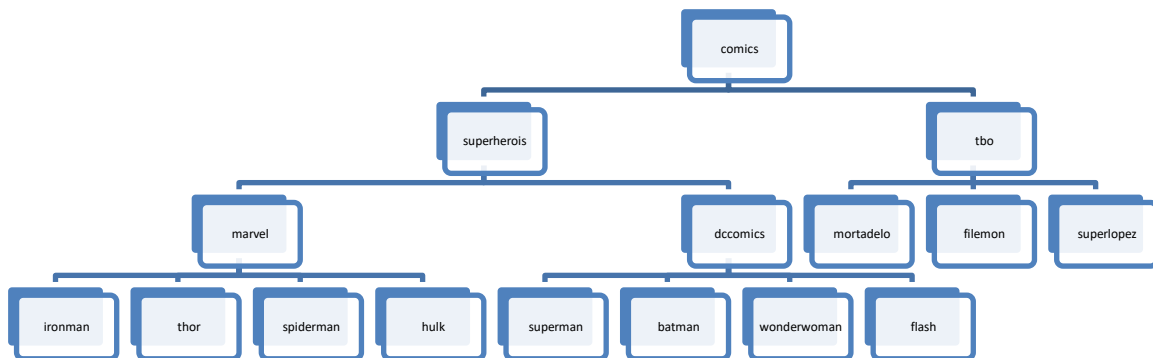 comics
superherois
tbo
marvel
dccomics
mortadelo
filemon
superlopez
ironman
thor
spiderman
hulk
superman
batman
wonderwoman
flash